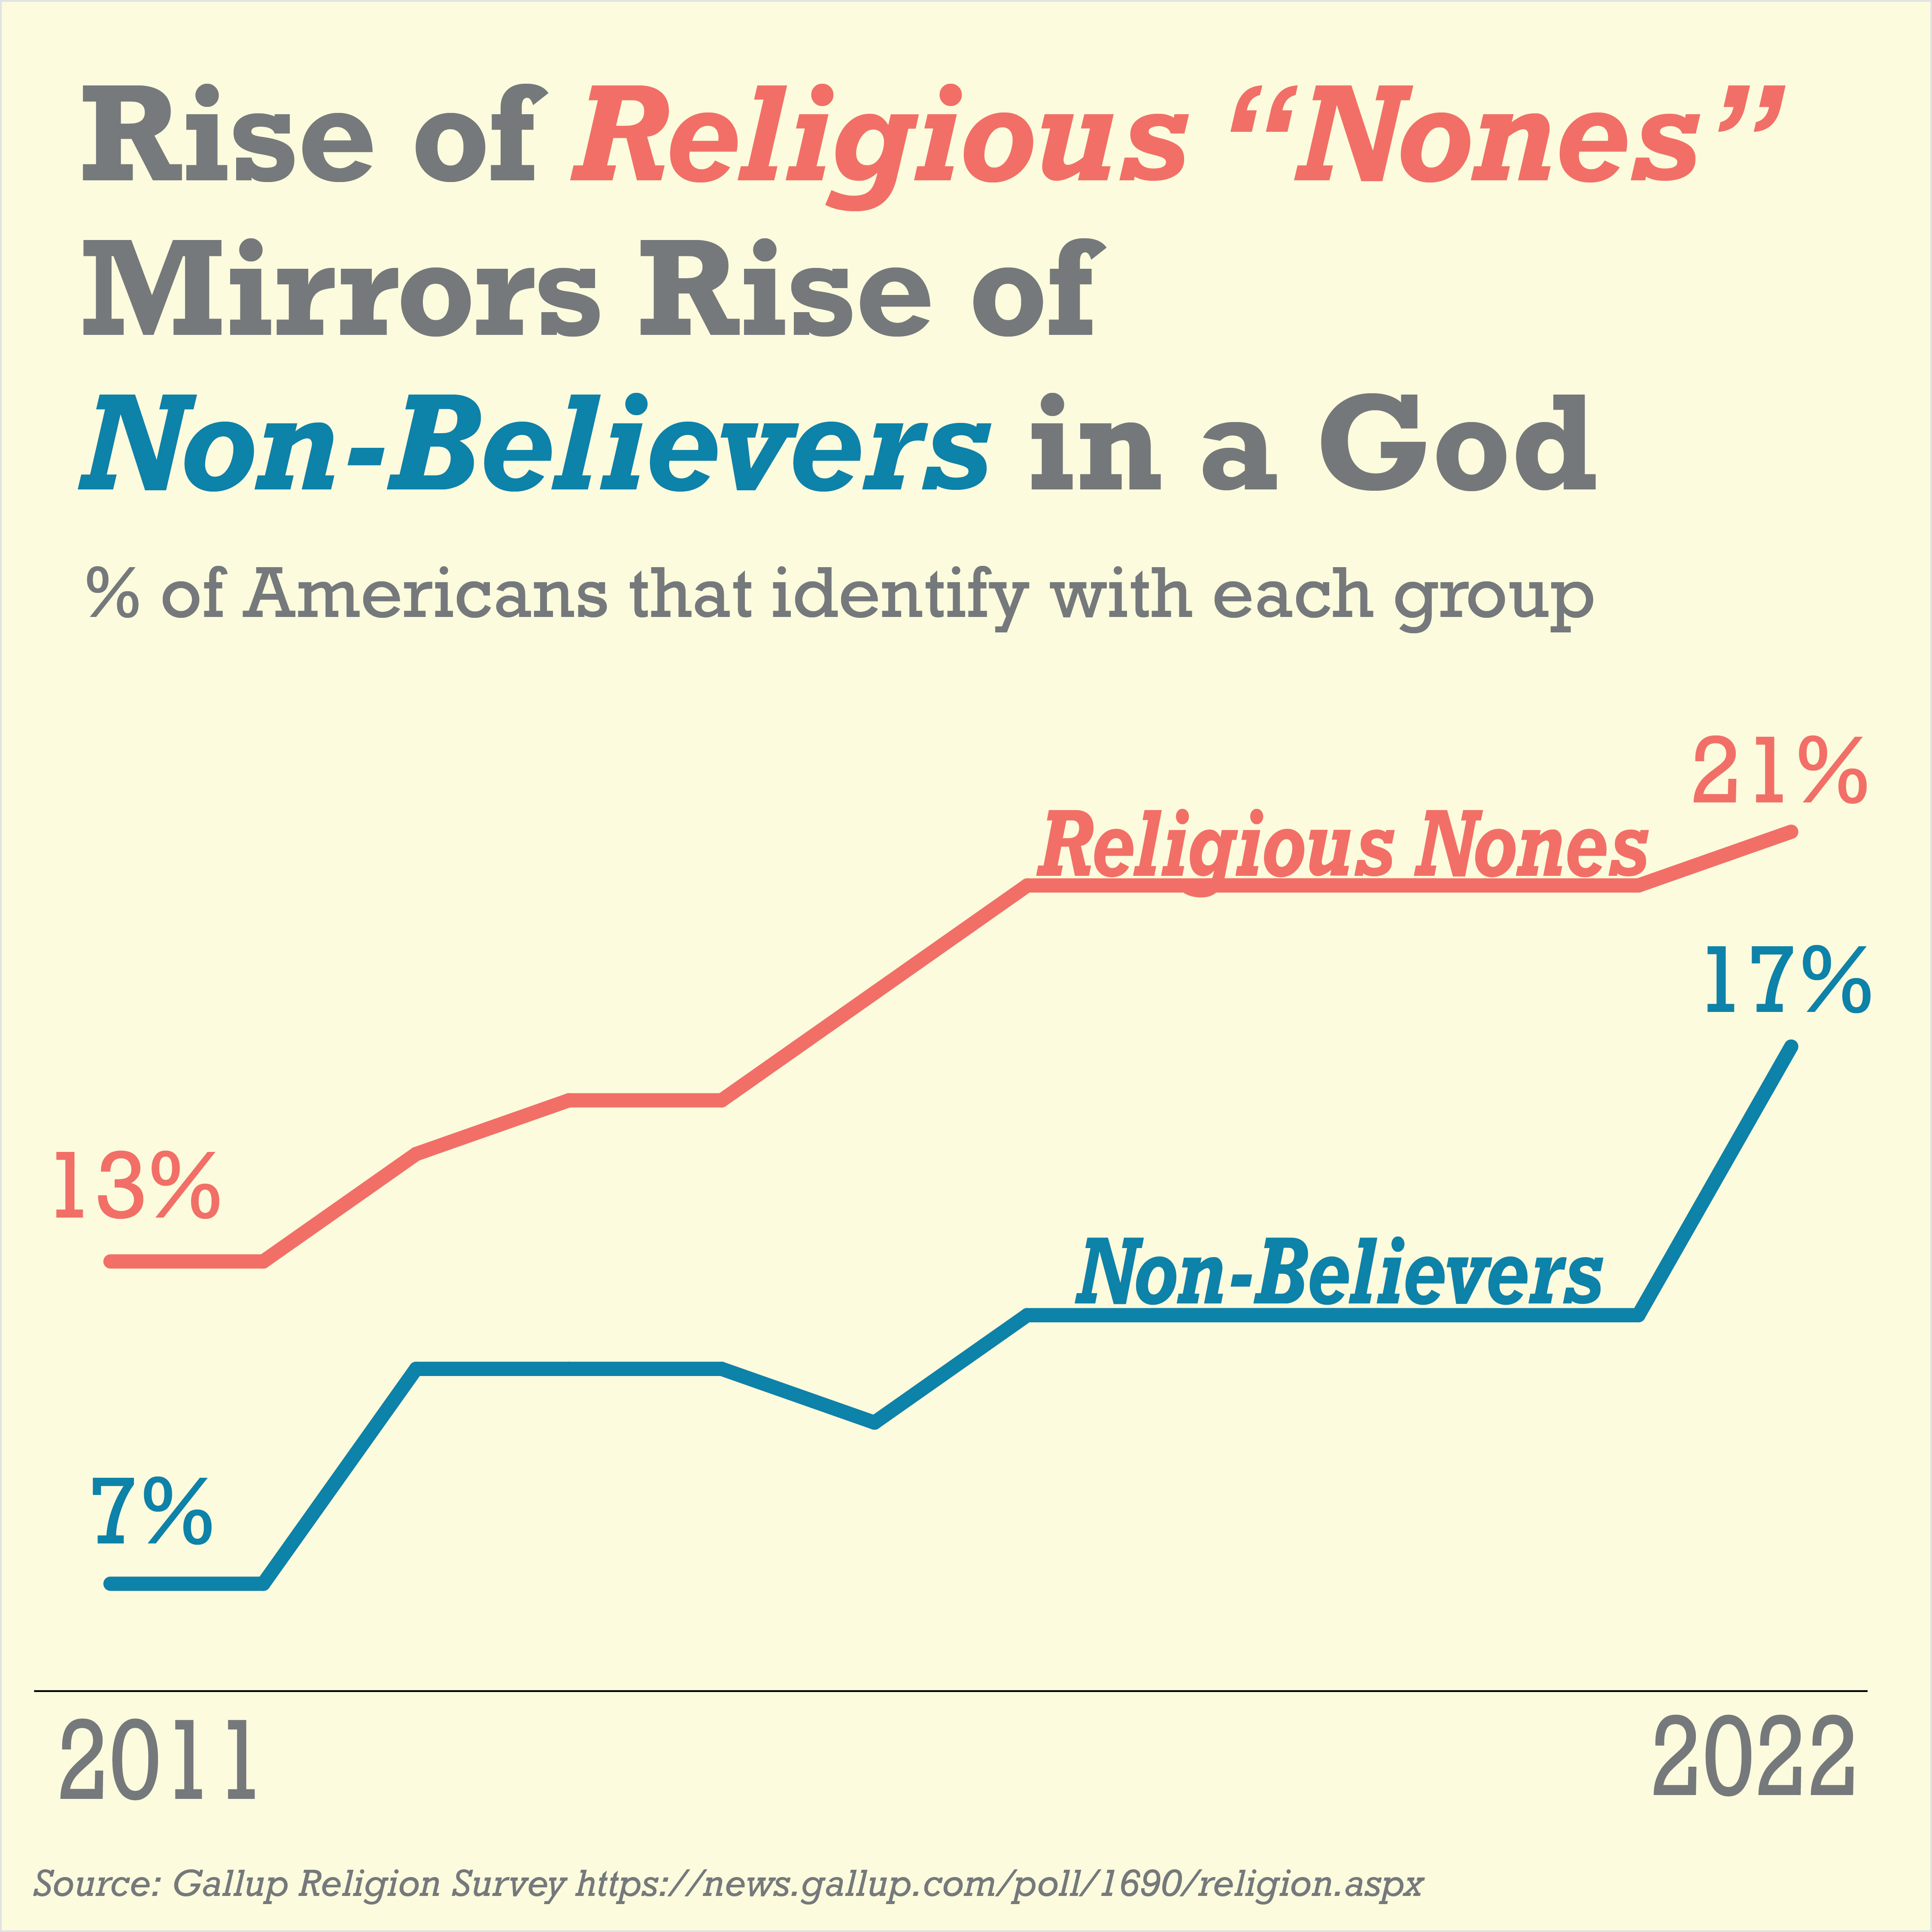 Rise of Religious “Nones”
Mirrors Rise of
Non-Believers in a God
% of Americans that identify with each group
21%
Religious Nones
17%
13%
Non-Believers
7%
2011
2022
Source: Gallup Religion Survey https://news.gallup.com/poll/1690/religion.aspx